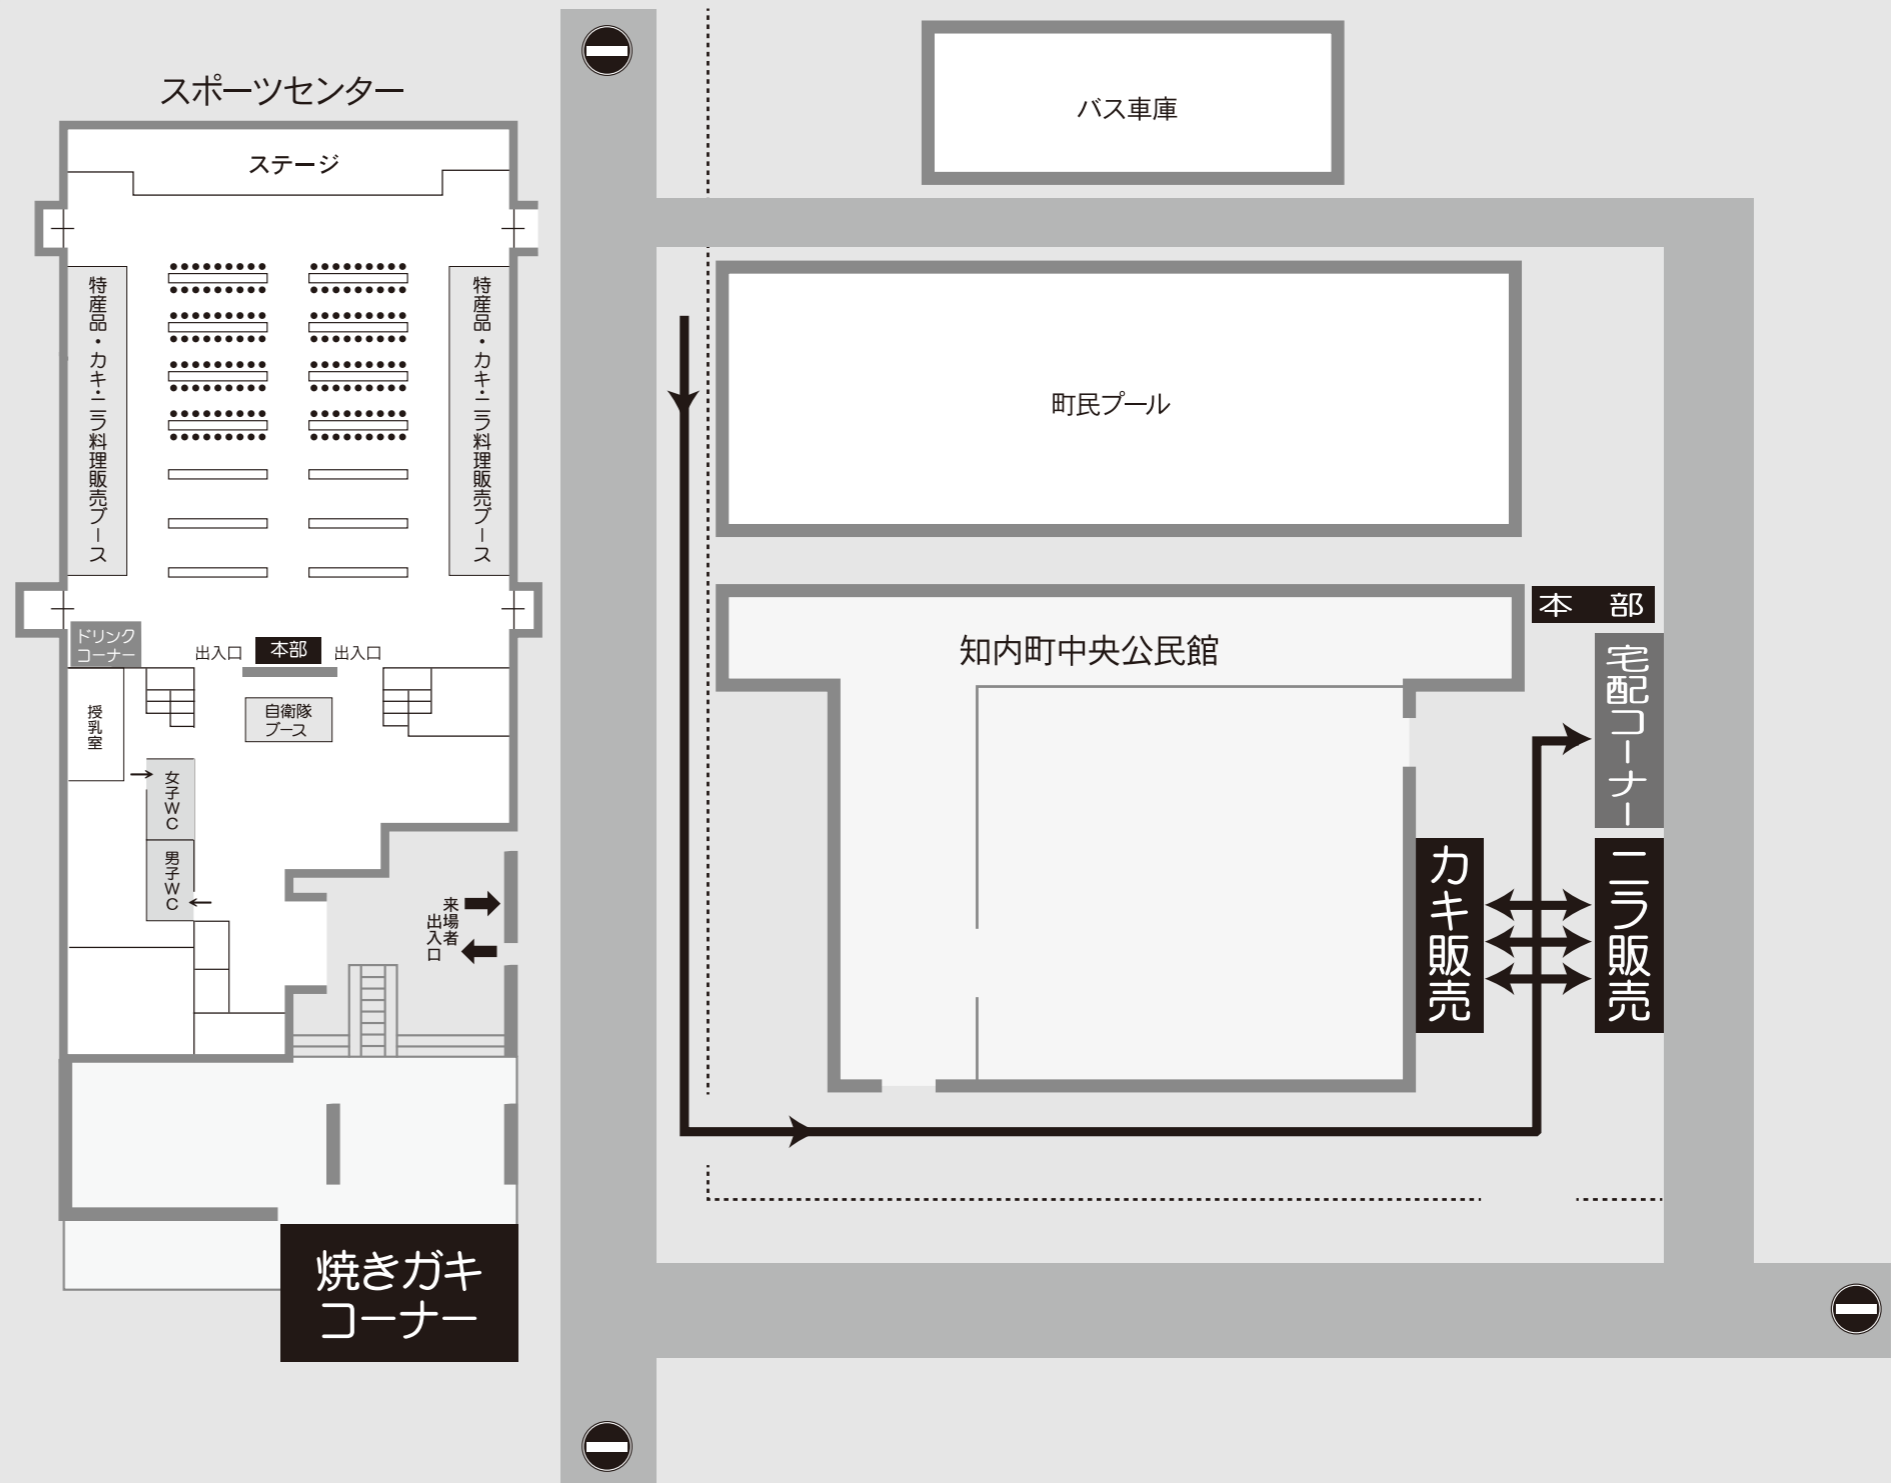 スポーツセンター
ステージ
特産品・カキ・ニラ料理販売ブース
特産品・カキ・ニラ料理販売ブース
ドリンク
コーナー
出入口
本部
出入口
授乳室
自衛隊
ブース
女子WC
男子WC
来場者
出入口
焼きガキ
コーナー
バス車庫
町民プール
知内町中央公民館
本 部
宅配コーナー
カキ販売
ニラ販売